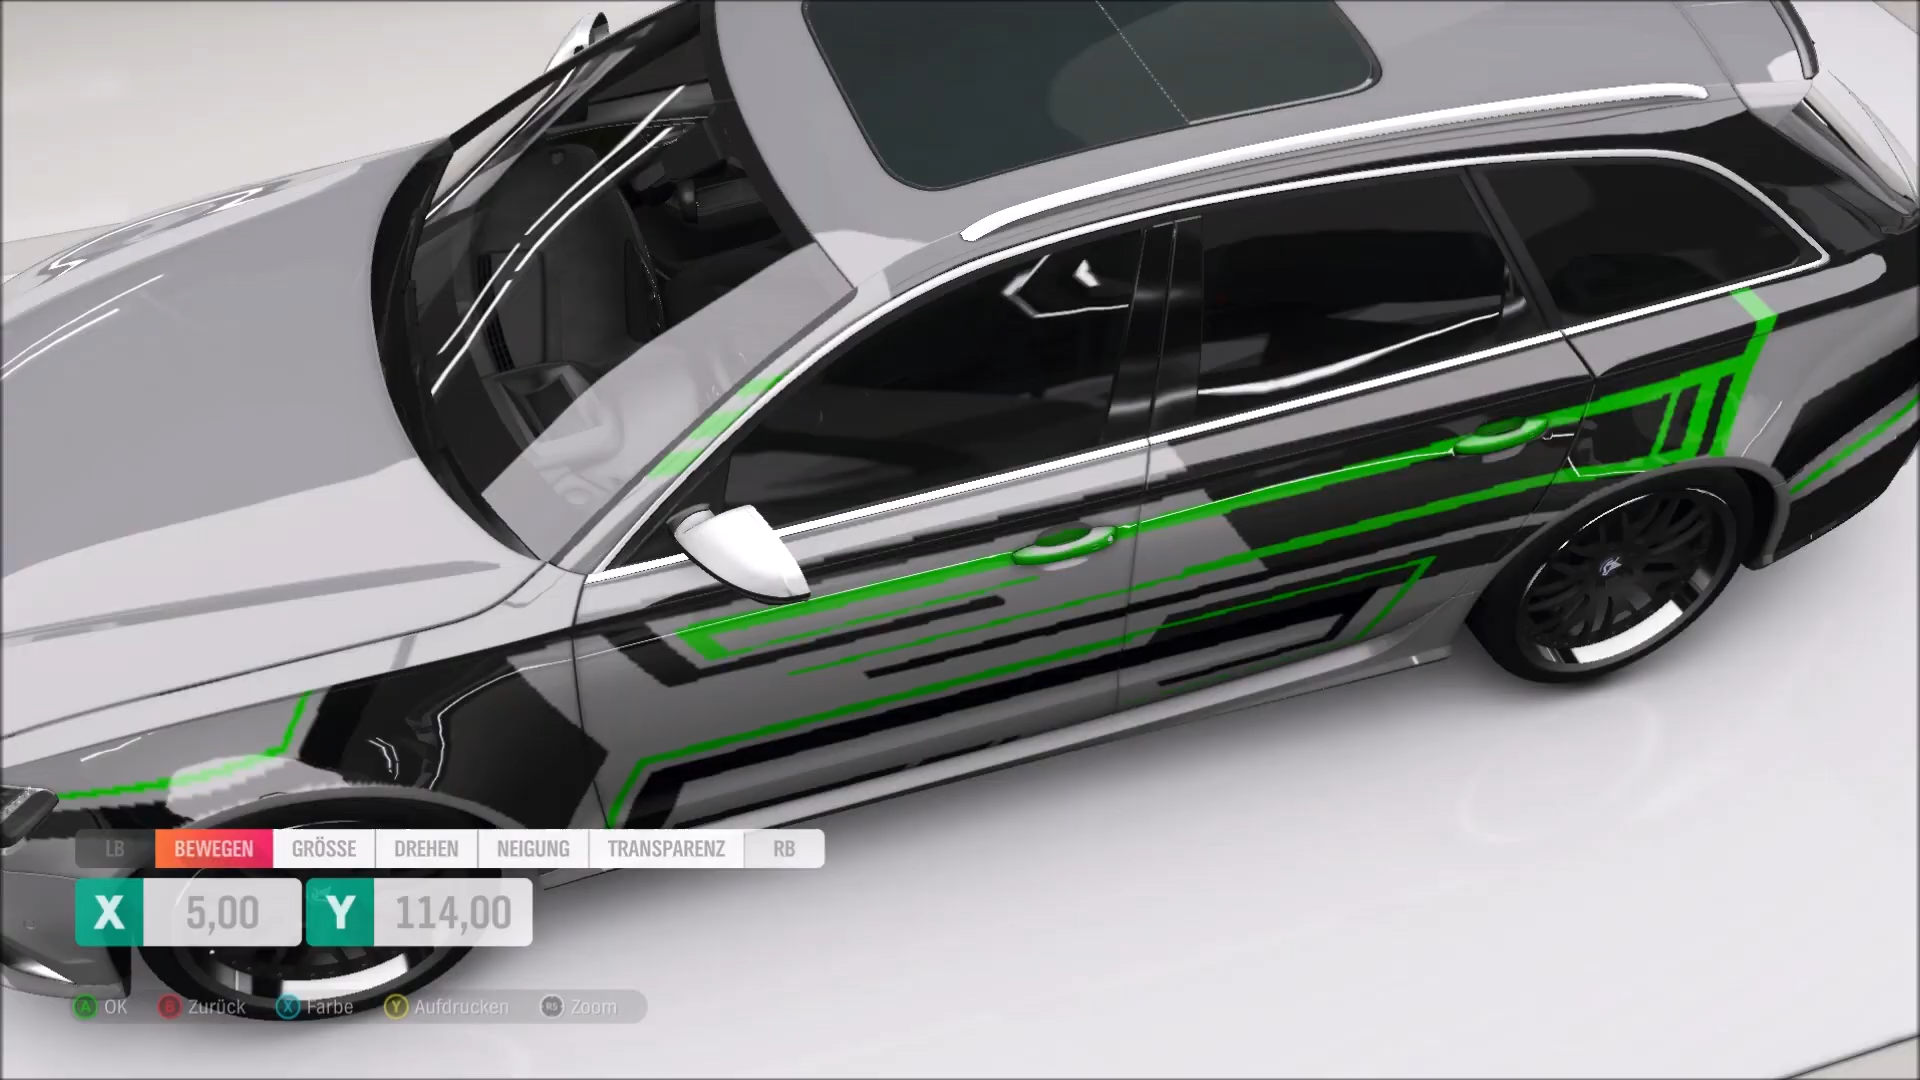 LB BEWEGEN GRÖSSE DREHEN NEIGUNG TRANSPARENZ RB
X 5,00 Y 114,00
A OK B Zurück X Farbe Y Aufdrucken RS Zoom